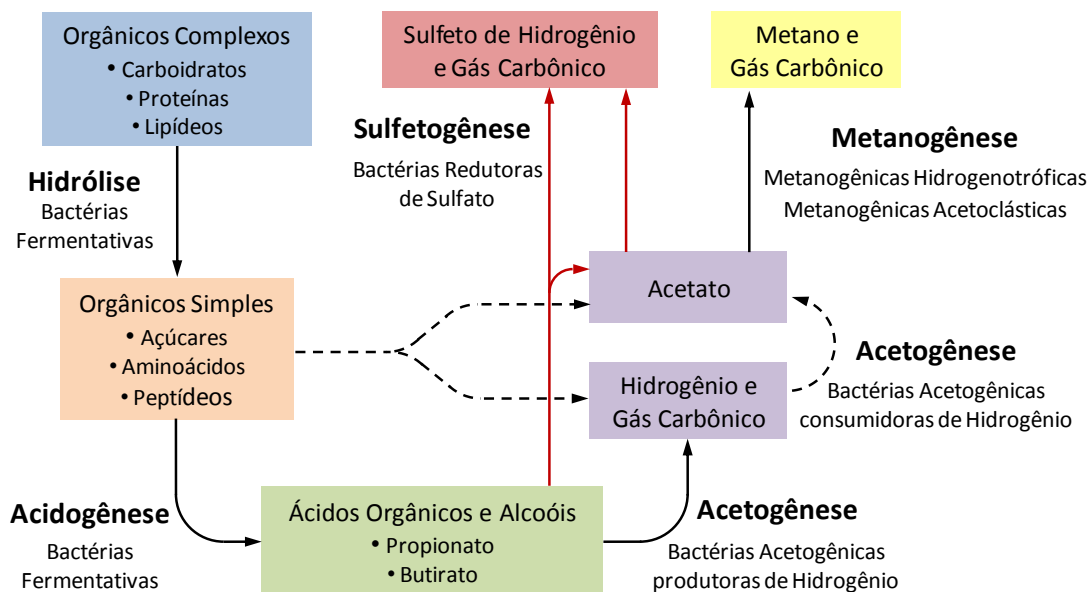 Orgânicos Complexos
• Carboidratos
• Proteínas
• Lipídeos
Sulfeto de Hidrogênio
e Gás Carbônico
Metano e
Gás Carbônico
Hidrólise
Bactérias
Fermentativas
Sulfetogênese
Bactérias Redutoras
de Sulfato
Metanogênese
Metanogênicas Hidrogenotróficas
Metanogênicas Acetoclásticas
Orgânicos Simples
• Açúcares
• Aminoácidos
• Peptídeos
Acetato
Hidrogênio e
Gás Carbônico
Acetogênese
Bactérias Acetogênicas
consumidoras de Hidrogênio
Acidogênese
Bactérias
Fermentativas
Ácidos Orgânicos e Alcoóis
• Propionato
• Butirato
Acetogênese
Bactérias Acetogênicas
produtoras de Hidrogênio